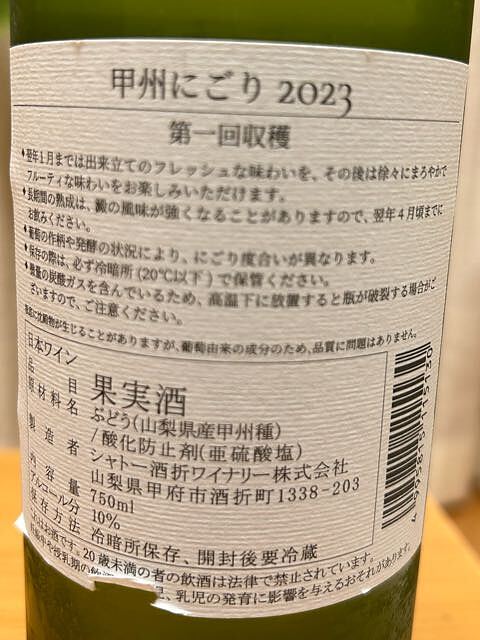 甲州にごり 2023
第一回収穫
◆翌年1月までは出来立てのフレッシュな味わいを、その後は徐々にまろやかで
フルーティな味わいをお楽しみいただけます。
◆長期間の熟成は、澱の風味が強くなることがありますので、翌年4月頃までに
お飲みください。
◆葡萄の作柄や発酵の状況により、にごり度合いが異なります。
◆保存の際は、必ず冷暗所(20℃以下)で保管ください。
◆微量の炭酸ガスを含んでいるため、高温下に放置すると瓶が破裂する場合がご
ざいますので、ご注意ください。
瓶底に沈殿物が生じることがありますが、葡萄由来の成分のため、品質に問題はありません。
日本ワイン
品目 果実酒
原材料名 ぶどう(山梨県産甲州種)
/酸化防止剤(亜硫酸塩)
製造者 シャトー酒折ワイナリー株式会社
山梨県甲府市酒折町1338-203
内容量 750ml
アルコール分 10%
保存方法 冷暗所保存、開封後要冷蔵
はお酒です。20歳未満の者の飲酒は法律で禁止されています。
や授乳期の飲 、乳児の発育に影響を与えるおそれがあります。